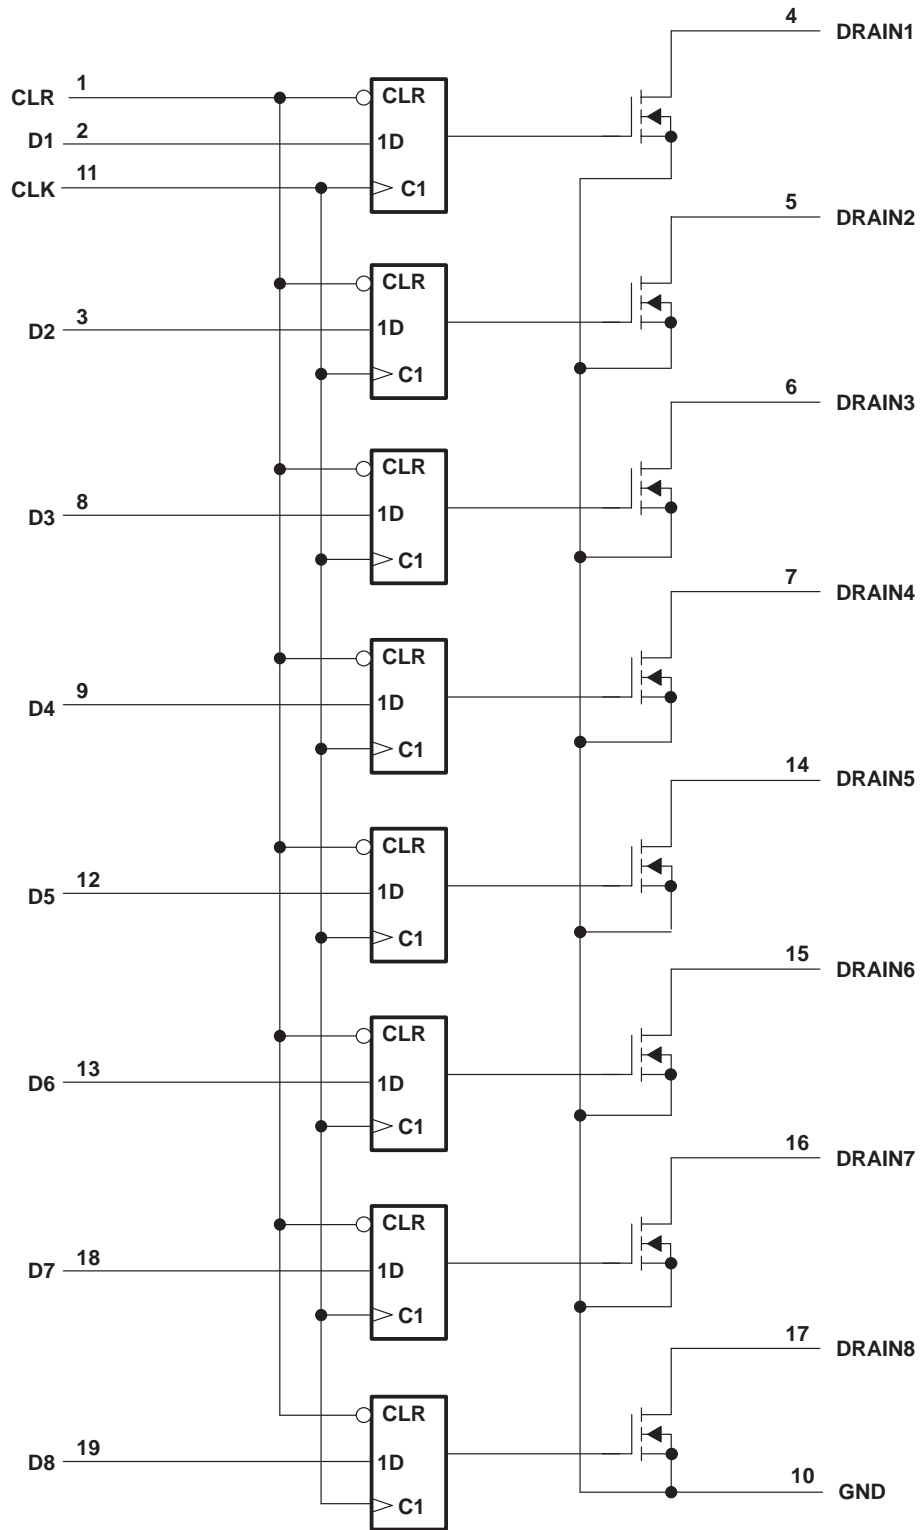 4
DRAIN1
CLR 1
CLR
D1 2
1D
CLK 11
C1
5
DRAIN2
CLR
D2 3
1D
C1
6
DRAIN3
CLR
D3 8
1D
C1
7
DRAIN4
CLR
D4 9
1D
C1
14
DRAIN5
CLR
D5 12
1D
C1
15
DRAIN6
CLR
D6 13
1D
C1
16
DRAIN7
CLR
D7 18
1D
C1
17
DRAIN8
CLR
D8 19
1D
10
GND
C1